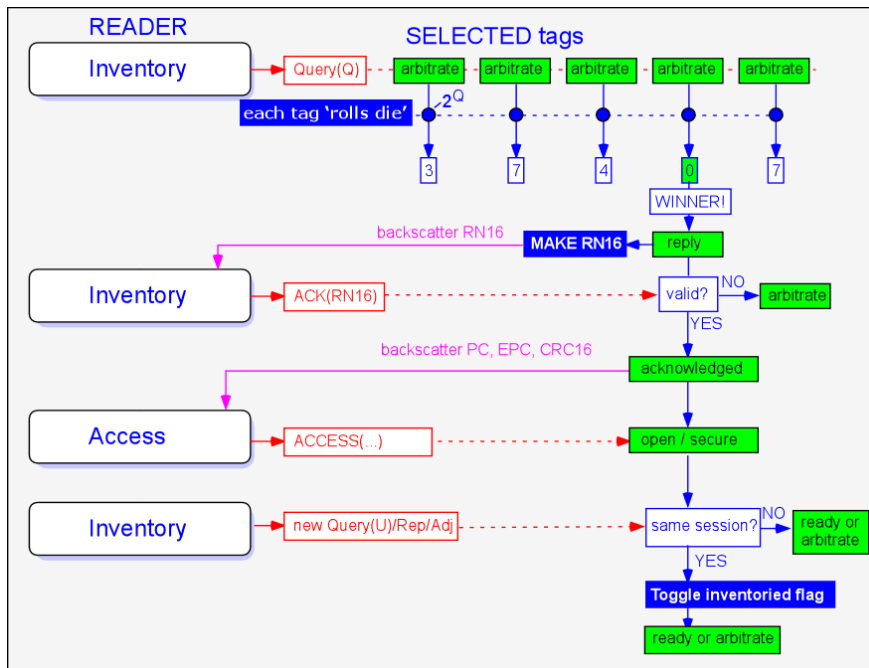 READER
SELECTED tags
Inventory
Query(Q)
arbitrate
arbitrate
arbitrate
arbitrate
arbitrate
each tag ‘rolls die’
2^Q
3
7
4
0
7
WINNER!
backscatter RN16
MAKE RN16
reply
Inventory
ACK(RN16)
valid?
NO
arbitrate
YES
backscatter PC, EPC, CRC16
acknowledged
Access
ACCESS(...)
open / secure
Inventory
new Query(U)/Rep/Adj
same session?
NO
ready or
arbitrate
YES
Toggle inventoried flag
ready or arbitrate